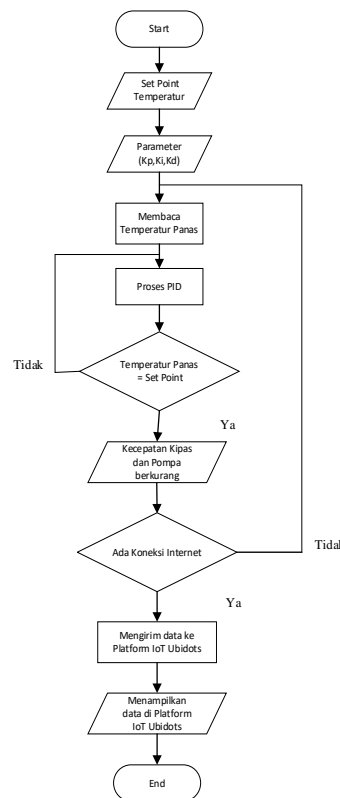 Start
Set Point
Temperatur
Parameter
(Kp,Ki,Kd)
Membaca
Temperatur Panas
Proses PID
Tidak
Temperatur Panas
= Set Point
Ya
Kecepatan Kipas
dan Pompa
berkurang
Ada Koneksi Internet
Tidak
Ya
Mengirim data ke
Platform IoT Ubidots
Menampilkan
data di Platform
IoT Ubidots
End